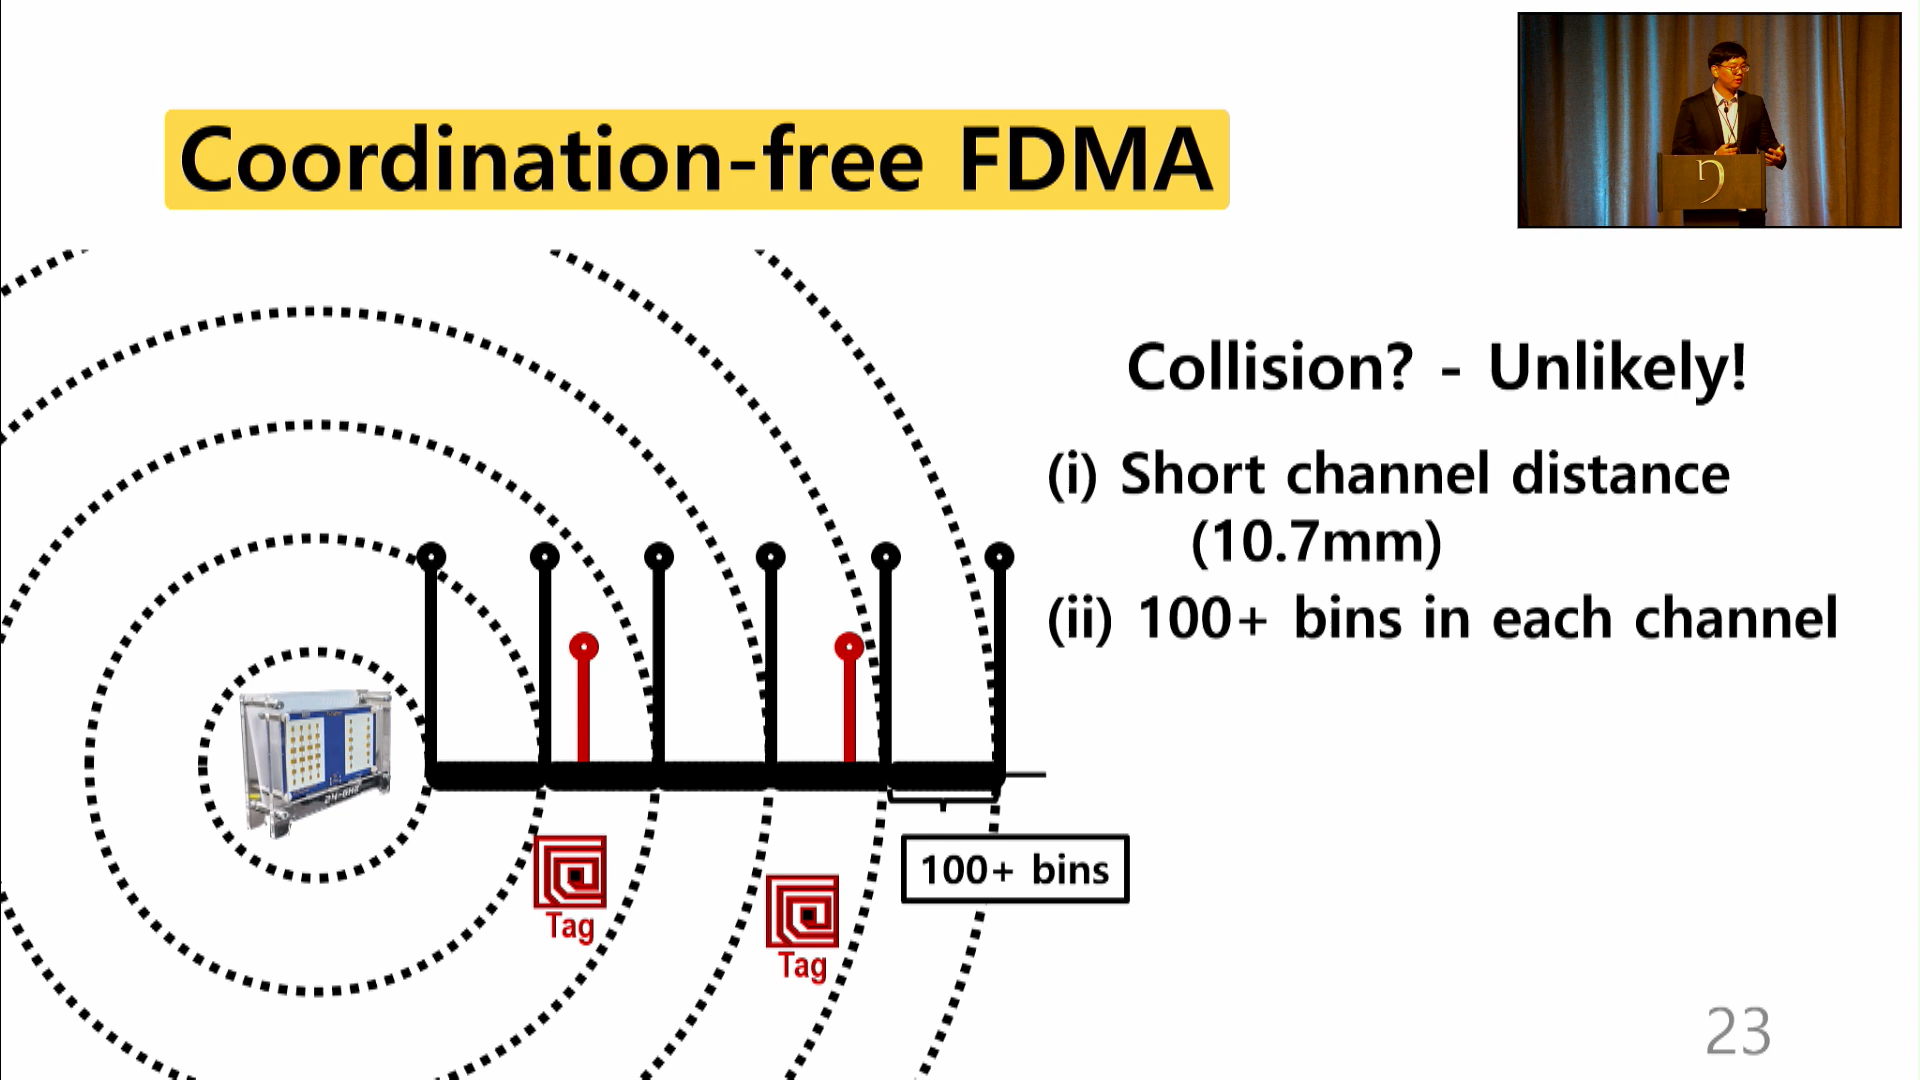 Coordination-free FDMA
Collision? - Unlikely!
(i) Short channel distance
(10.7mm)
(ii) 100+ bins in each channel
100+ bins
Tag
Tag
23